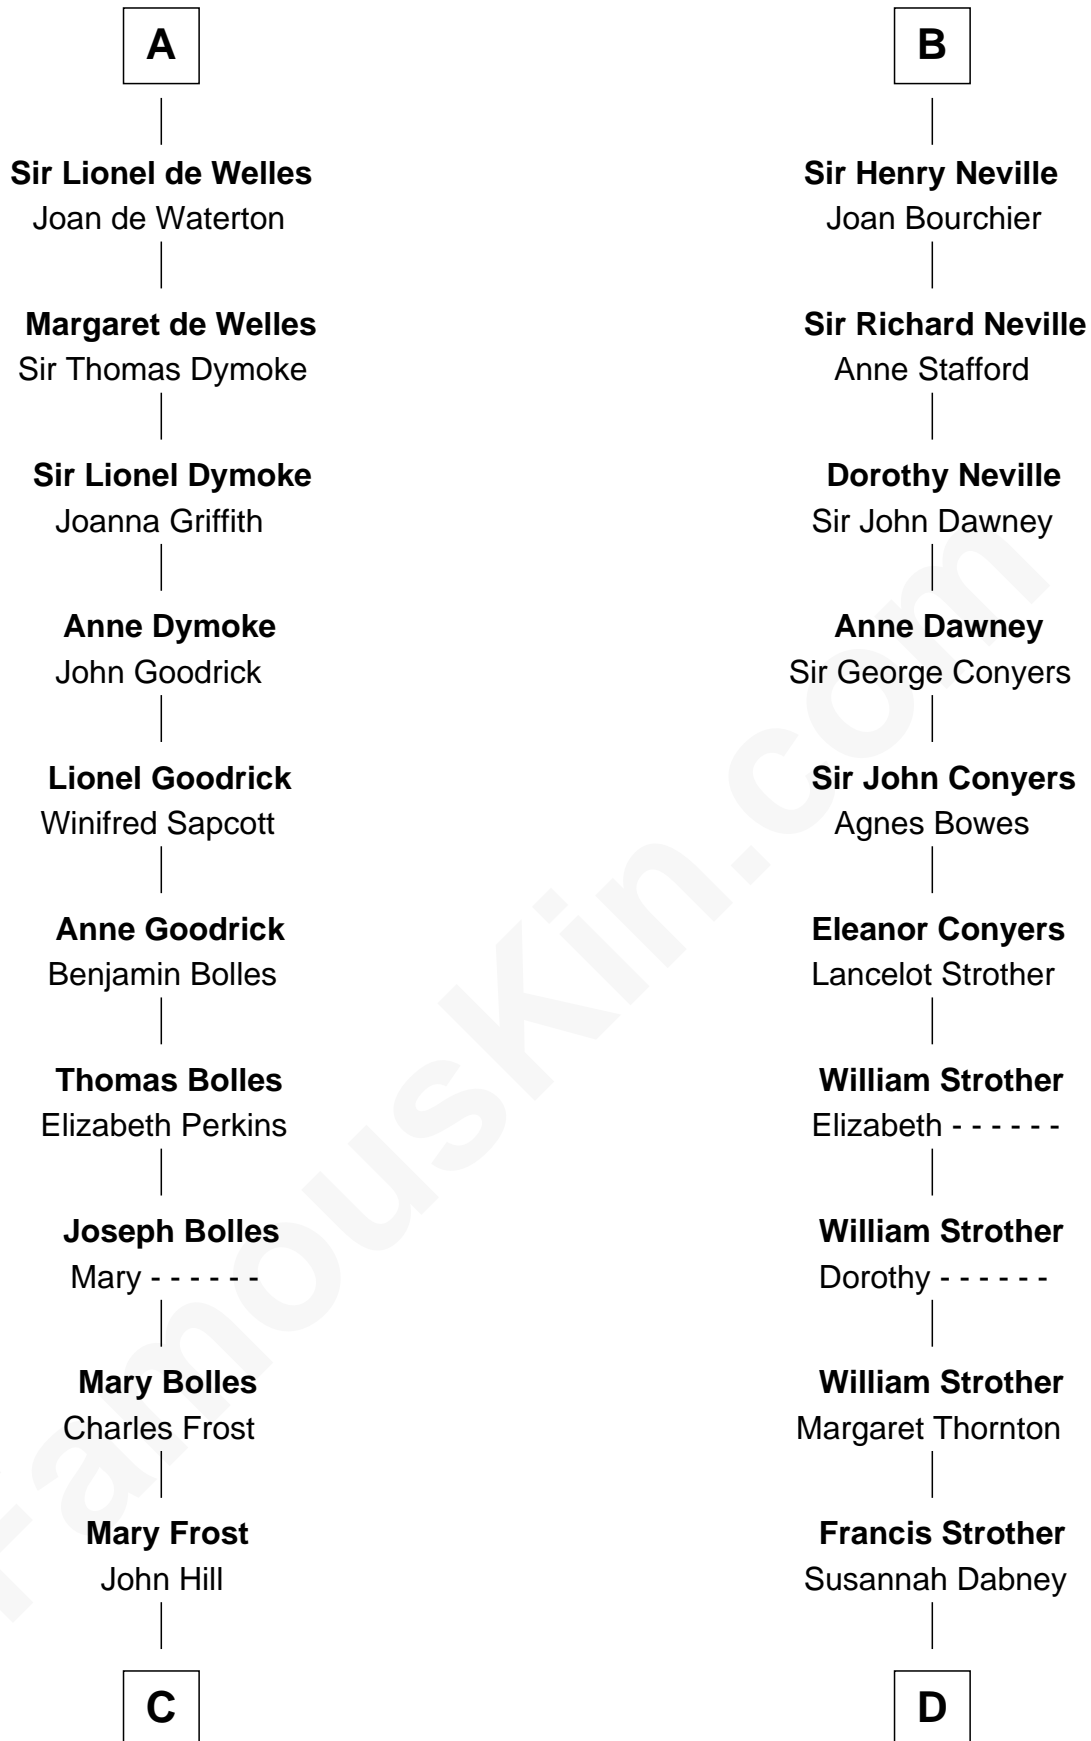 A
Sir Lionel de Welles
Joan de Waterton
Margaret de Welles
Sir Thomas Dymoke
Sir Lionel Dymoke
Joanna Griffith
Anne Dymoke
John Goodrick
Lionel Goodrick
Winifred Sapcott
Anne Goodrick
Benjamin Bolles
Thomas Bolles
Elizabeth Perkins
Joseph Bolles
Mary - - - - - -
Mary Bolles
Charles Frost
Mary Frost
John Hill
C
B
Sir Henry Neville
Joan Bourchier
Sir Richard Neville
Anne Stafford
Dorothy Neville
Sir John Dawney
Anne Dawney
Sir George Conyers
Sir John Conyers
Agnes Bowes
Eleanor Conyers
Lancelot Strother
William Strother
Elizabeth - - - - - -
William Strother
Dorothy - - - - - -
William Strother
Margaret Thornton
Francis Strother
Susannah Dabney
D
FamousKin.com